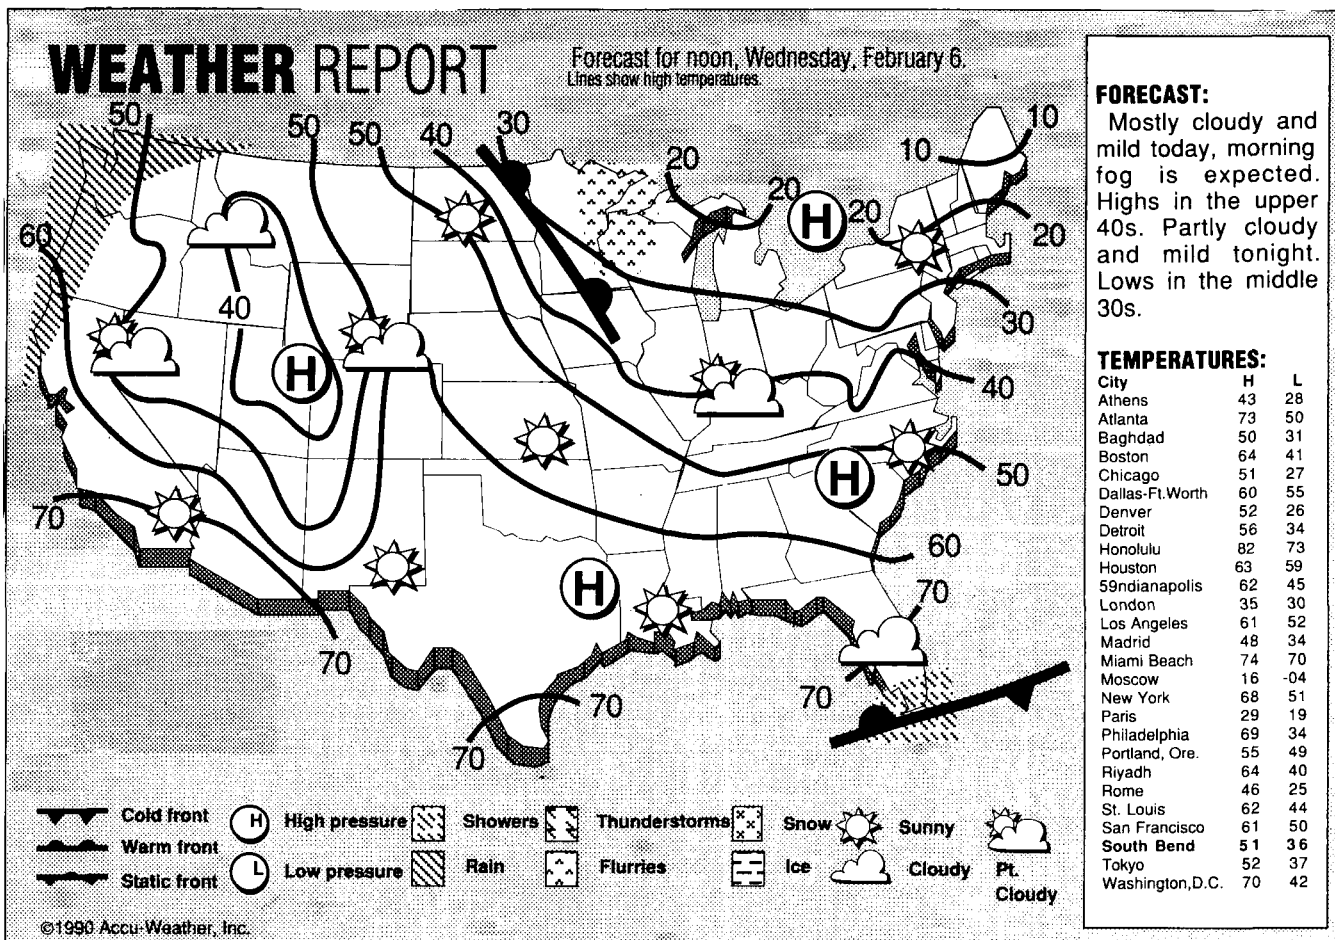 WEATHER REPORT
Forecast for noon, Wednesday, February 6.
Lines show high temperatures.
50
50
50
40
30
20
20
20
10
10
20
60
40
30
40
50
60
70
70
70
70
70
70
H
H
H
H
Cold front
Warm front
Static front
H High pressure
L Low pressure
Showers
Rain
Thunderstorms
Flurries
Snow
Ice
Sunny
Cloudy
Pt.
Cloudy
©1990 Accu-Weather, Inc.
FORECAST:
Mostly cloudy and
mild today, morning
fog is expected.
Highs in the upper
40s. Partly cloudy
and mild tonight.
Lows in the middle
30s.
TEMPERATURES:
City H L
Athens 43 28
Atlanta 73 50
Baghdad 50 31
Boston 64 41
Chicago 51 27
Dallas-Ft.Worth 60 55
Denver 52 26
Detroit 56 34
Honolulu 82 73
Houston 63 59
59ndianapolis 62 45
London 35 30
Los Angeles 61 52
Madrid 48 34
Miami Beach 74 70
Moscow 16 -04
New York 68 51
Paris 29 19
Philadelphia 69 34
Portland, Ore. 55 49
Riyadh 64 40
Rome 46 25
St. Louis 62 44
San Francisco 61 50
South Bend 51 36
Tokyo 52 37
Washington,D.C. 70 42